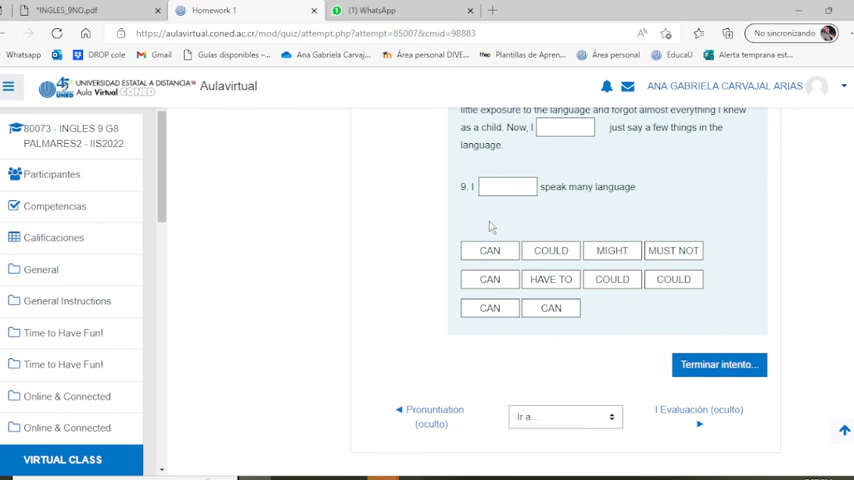 *INGLES_9NO.pdf
Homework 1
(1) WhatsApp
https://aulavirtual.coned.ac.cr/mod/quiz/attempt.php?attempt=85007&cmid=98883
No sincronizando
Whatsapp
DROP cole
Gmail
Guías disponibles –...
Ana Gabriela Carvaj...
Área personal DIVE...
Mw Plantillas de Apren...
Área personal
EducaU
Alerta temprana est...
45 UNED
UNIVERSIDAD ESTATAL A DISTANCIA
Aula Virtual CONED
Aulavirtual
ANA GABRIELA CARVAJAL ARIAS
80073 - INGLES 9 G8
PALMARES2 - IIS2022
Participantes
Competencias
Calificaciones
General
General Instructions
Time to Have Fun!
Time to Have Fun!
Online & Connected
Online & Connected
VIRTUAL CLASS
little exposure to the language and forgot almost everything I knew
as a child. Now, I just say a few things in the
language.
9. I speak many language
CAN COULD MIGHT MUST NOT
CAN HAVE TO COULD COULD
CAN CAN
Terminar intento...
◄ Pronuntiation
(oculto)
Ir a...
I Evaluaciòn (oculto)
►